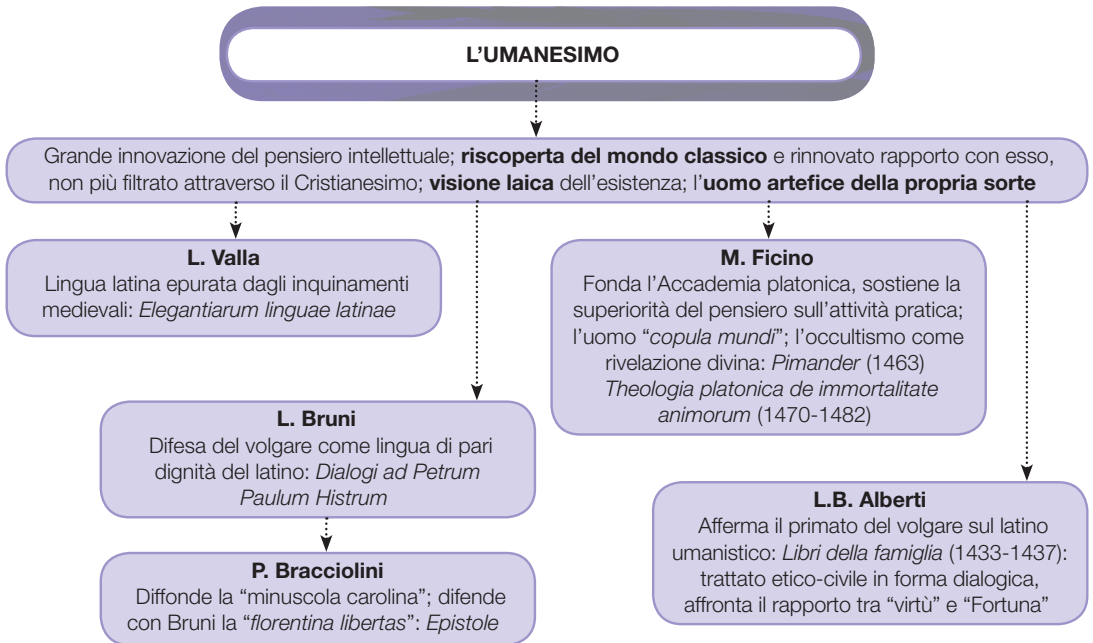 L'UMANESIMO
Grande innovazione del pensiero intellettuale; riscoperta del mondo classico e rinnovato rapporto con esso,
non più filtrato attraverso il Cristianesimo; visione laica dell'esistenza; l'uomo artefice della propria sorte
L. Valla
Lingua latina epurata dagli inquinamenti
medievali: Elegantiarum linguae latinae
M. Ficino
Fonda l'Accademia platonica, sostiene la
superiorità del pensiero sull'attività pratica;
l'uomo “copula mundi”; l'occultismo come
rivelazione divina: Pimander (1463)
Theologia platonica de immortalitate
animorum (1470-1482)
L. Bruni
Difesa del volgare come lingua di pari
dignità del latino: Dialogi ad Petrum
Paulum Histrum
L.B. Alberti
Afferma il primato del volgare sul latino
umanistico: Libri della famiglia (1433-1437):
trattato etico-civile in forma dialogica,
affronta il rapporto tra “virtù” e “Fortuna”
P. Bracciolini
Diffonde la “minuscola carolina”; difende
con Bruni la “florentina libertas”: Epistole